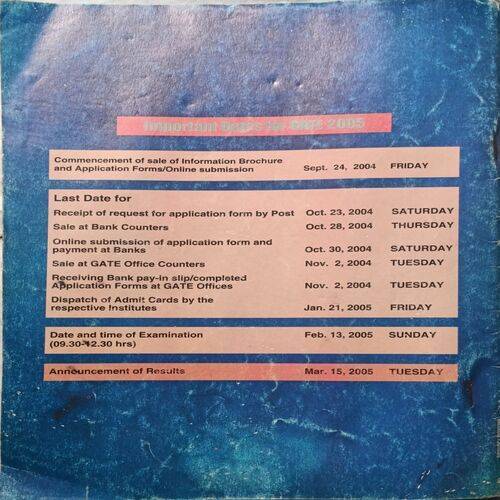 Important Dates for GATE 2005
Commencement of sale of Information Brochure
and Application Forms/Online submission Sept. 24, 2004 FRIDAY
Last Date for
Receipt of request for application form by Post Oct. 23, 2004 SATURDAY
Sale at Bank Counters Oct. 28, 2004 THURSDAY
Online submission of application form and
payment at Banks Oct. 30, 2004 SATURDAY
Sale at GATE Office Counters Nov. 2, 2004 TUESDAY
Receiving Bank pay-in slip/completed
Application Forms at GATE Offices Nov. 2, 2004 TUESDAY
Dispatch of Admit Cards by the
respective Institutes Jan. 21, 2005 FRIDAY
Date and time of Examination Feb. 13, 2005 SUNDAY
(09.30-12.30 hrs)
Announcement of Results Mar. 15, 2005 TUESDAY